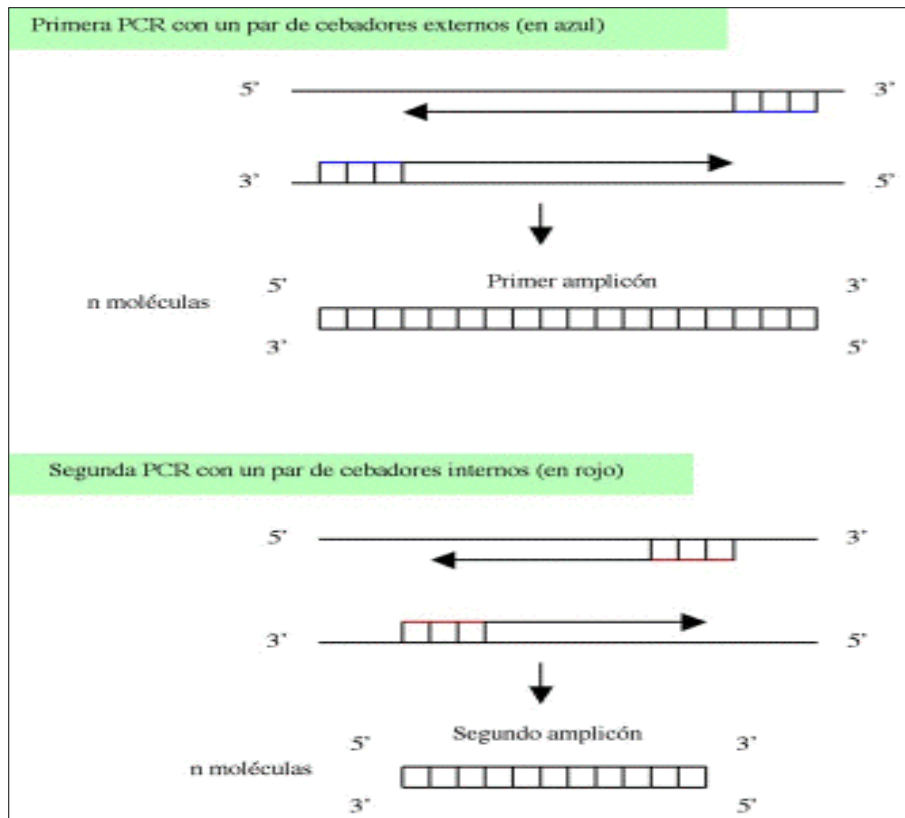 Primera PCR con un par de cebadores externos (en azul)
5' 3'
3' 5'
Primer amplicón
5' 3'
n moléculas
3' 5'
Segunda PCR con un par de cebadores internos (en rojo)
5' 3'
3' 5'
Segundo amplicón
5' 3'
n moléculas
3' 5'